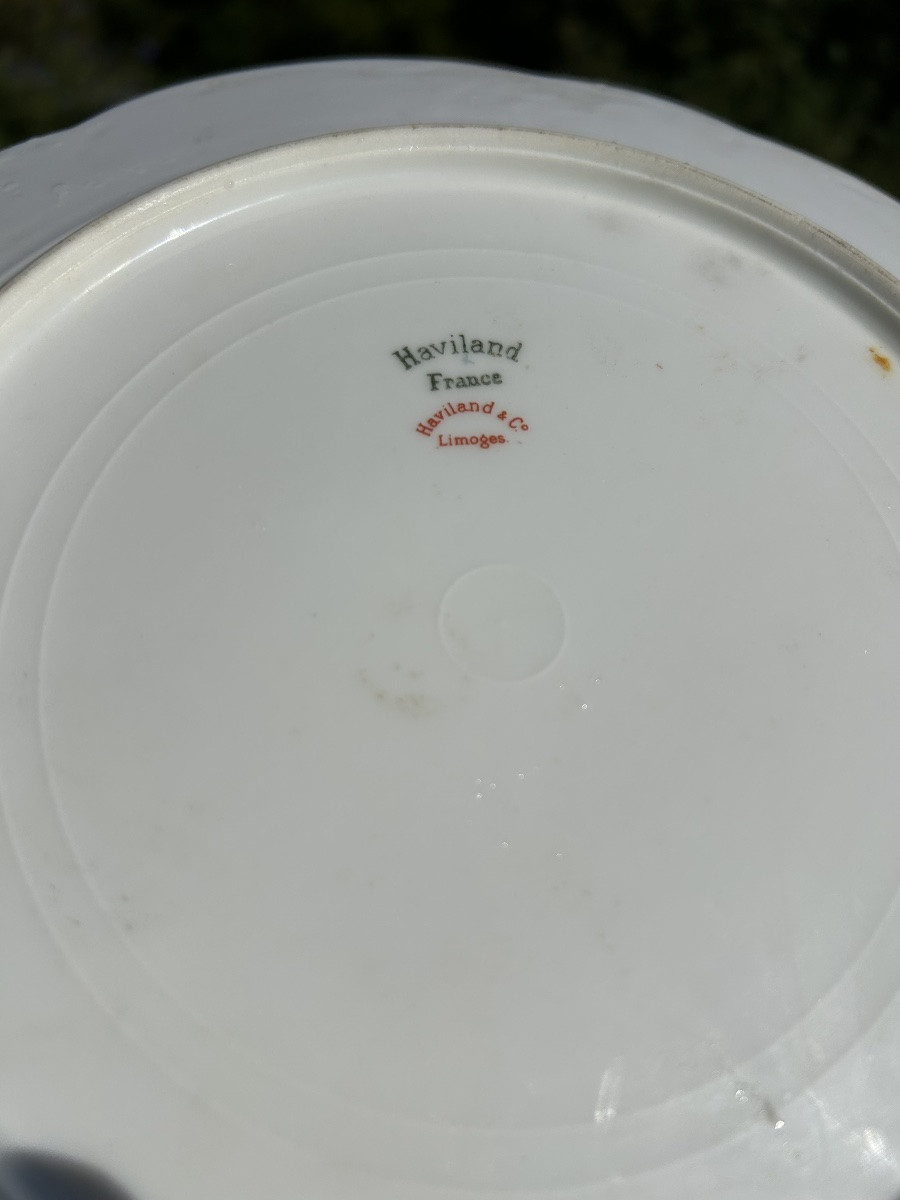 Haviland
France
Haviland & Co
Limoges.